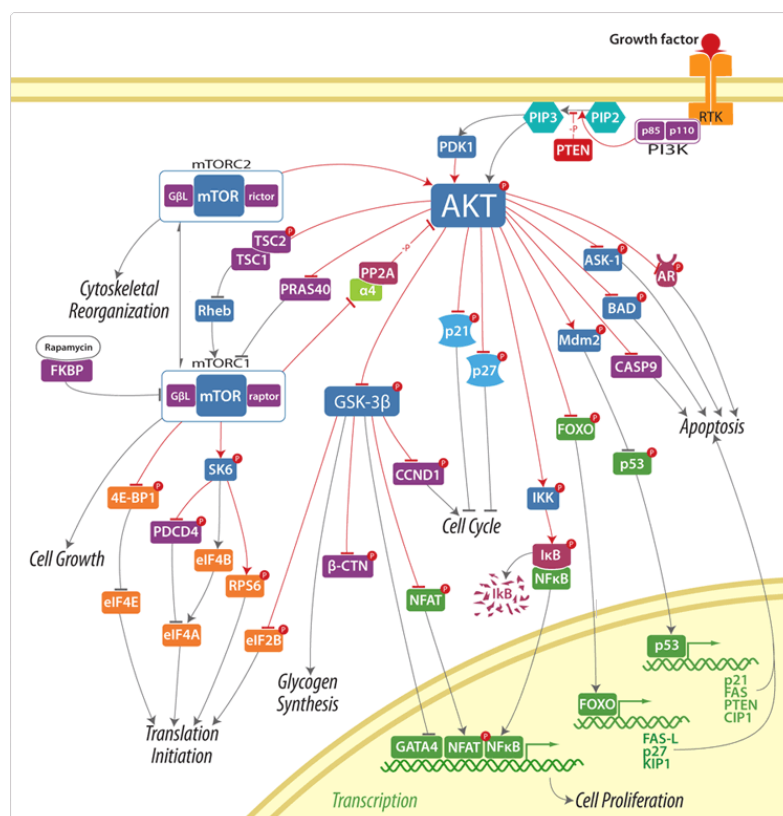 Growth factor
RTK
PIP3
PIP2
-P
p85
p110
PI3K
PTEN
PDK1
mTORC2
GβL
mTOR
rictor
AKT
P
TSC2
P
TSC1
PP2A
-P
α4
PRAS40
ASK-1
P
AR
P
Cytoskeletal
Reorganization
Rheb
BAD
P
p21
P
Mdm2
P
Rapamycin
FKBP
mTORC1
GβL
mTOR
raptor
p27
P
CASP9
P
GSK-3β
P
FOXO
P
Apoptosis
SK6
P
CCND1
P
p53
P
4E-BP1
P
IKK
P
Cell Cycle
PDCD4
P
Cell Growth
eIF4B
β-CTN
P
IκB
P
NFκB
IkB
RPS6
P
NFAT
P
eIF4E
eIF4A
eIF2B
P
p53
Glycogen
Synthesis
p21
FAS
PTEN
CIP1
FOXO
Translation
Initiation
GATA4
NFAT
P
NFκB
FAS-L
p27
KIP1
Transcription
Cell Proliferation